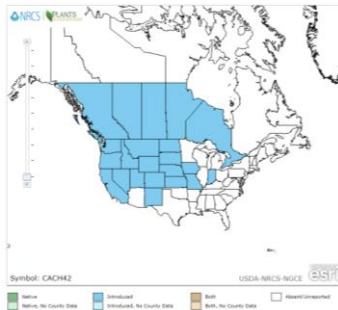 NRCS PLANTS
Symbol: CACH42
USDA-NRCS-NGCE
esri
Native
Introduced
Both
Absent/Unreported
Native, No County Data
Introduced, No County Data
Both, No County Data